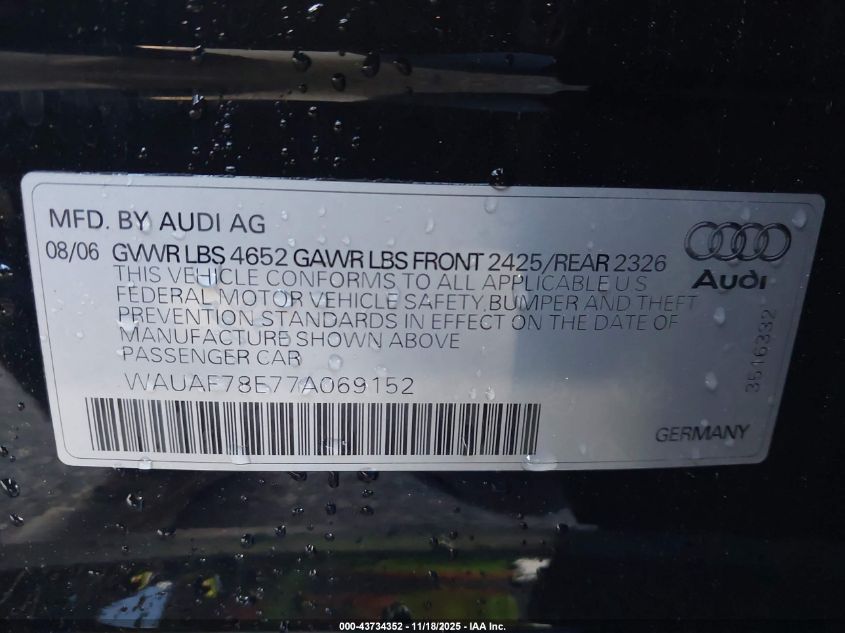 MFD. BY AUDI AG
08/06 GVWR LBS 4652 GAWR LBS FRONT 2425/REAR 2326
THIS VEHICLE CONFORMS TO ALL APPLICABLE U S
FEDERAL MOTOR VEHICLE SAFETY, BUMPER AND THEFT
PREVENTION STANDARDS IN EFFECT ON THE DATE OF
MANUFACTURE SHOWN ABOVE
PASSENGER CAR
WAUAF78E77A069152
Audi
3516332
GERMANY
000-43734352 - 11/18/2025 - IAA Inc.